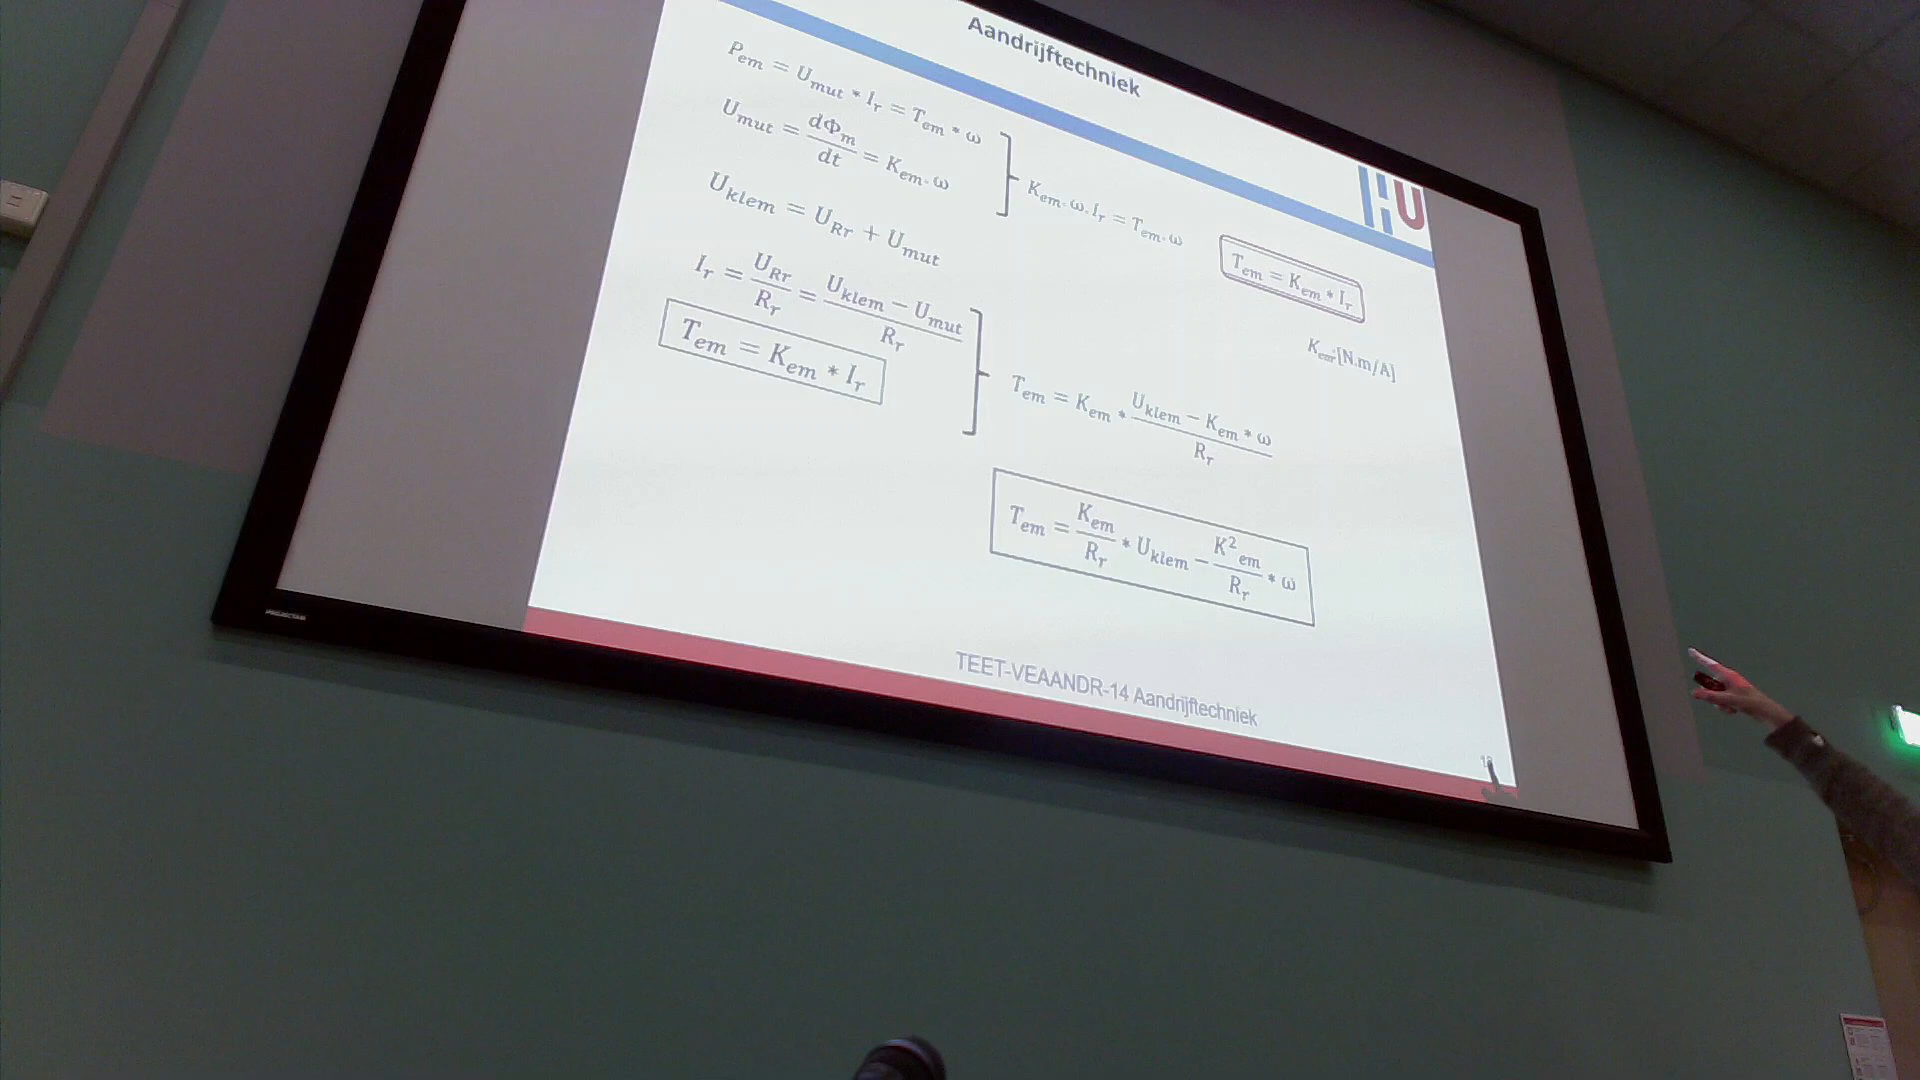 Aandrijftechniek
HU
P_em = U_mut * I_r = T_em * ω
U_mut = dΦ_m/dt = K_em. ω
K_em. ω. I_r = T_em. ω
T_em = K_em * I_r
K_em [N.m/A]
U_klem = U_Rr + U_mut
I_r = U_Rr/R_r = (U_klem − U_mut)/R_r
T_em = K_em * I_r
T_em = K_em * (U_klem − K_em * ω)/R_r
T_em = K_em/R_r * U_klem − K²_em/R_r * ω
TEET-VEAANDR-14 Aandrijftechniek